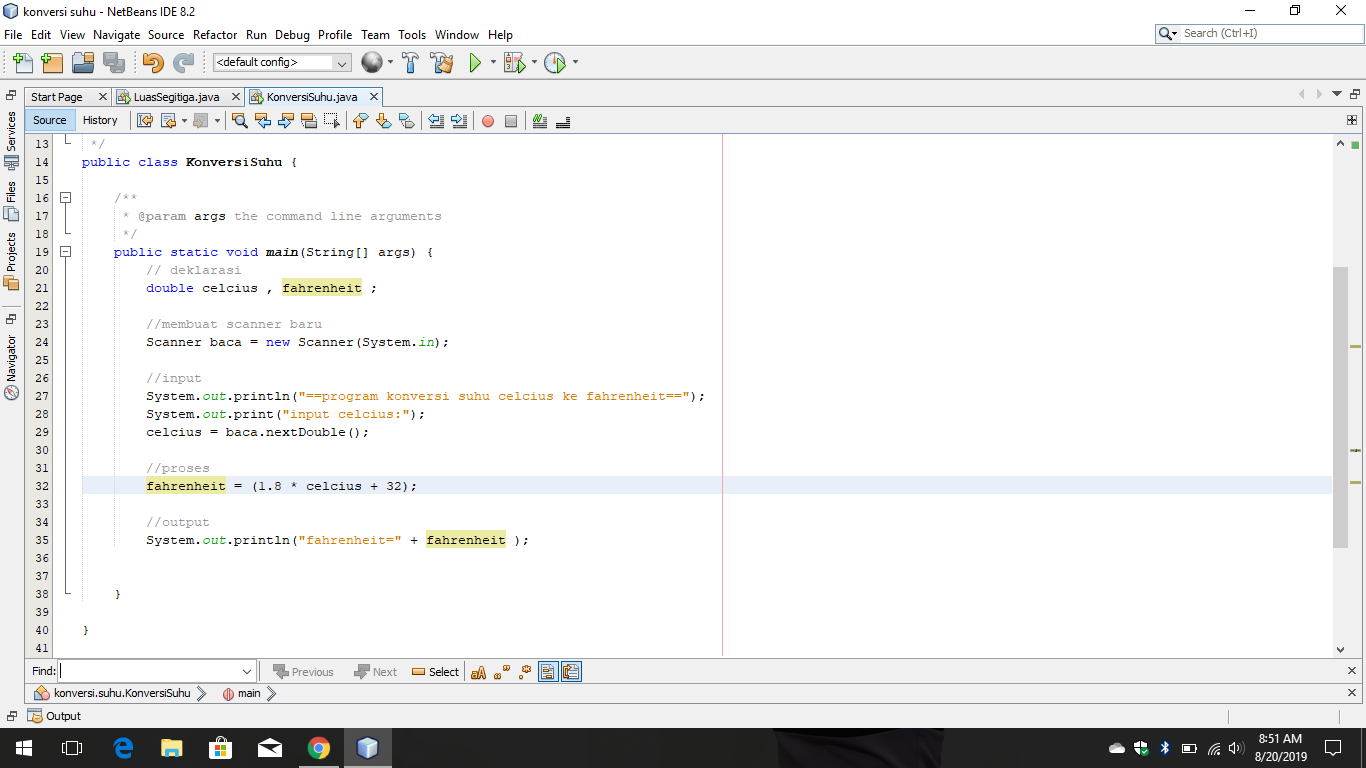 konversi suhu - NetBeans IDE 8.2
File Edit View Navigate Source Refactor Run Debug Profile Team Tools Window Help
Search (Ctrl+I)
<default config>
Start Page LuasSegitiga.java KonversiSuhu.java
Source History
Services
Files
Projects
Navigator
13 */
14 public class KonversiSuhu {
15
16 /**
17 * @param args the command line arguments
18 */
19 public static void main(String[] args) {
20 // deklarasi
21 double celcius , fahrenheit ;
22
23 //membuat scanner baru
24 Scanner baca = new Scanner(System.in);
25
26 //input
27 System.out.println("==program konversi suhu celcius ke fahrenheit==");
28 System.out.print("input celcius:");
29 celcius = baca.nextDouble();
30
31 //proses
32 fahrenheit = (1.8 * celcius + 32);
33
34 //output
35 System.out.println("fahrenheit=" + fahrenheit );
36
37
38 }
39
40 }
41
Find: Previous Next Select
konversi.suhu.KonversiSuhu main
Output
8:51 AM
8/20/2019